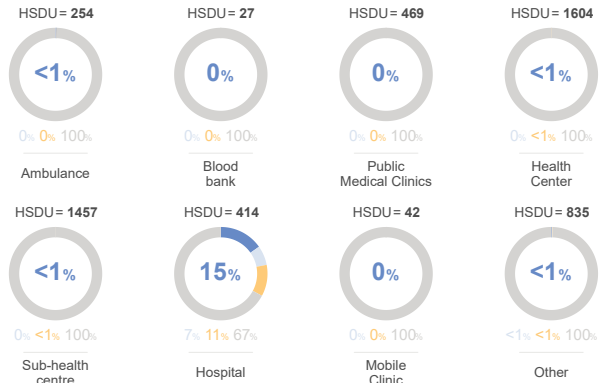 HSDU= 254
HSDU= 27
HSDU= 469
HSDU= 1604
<1%
0%
0%
<1%
0% 0% 100%
0% 0% 100%
0% 0% 100%
0% <1% 100%
Ambulance
Blood
bank
Public
Medical Clinics
Health
Center
HSDU= 1457
HSDU= 414
HSDU= 42
HSDU= 835
<1%
15%
0%
<1%
0% <1% 100%
7% 11% 67%
0% 0% 100%
<1% <1% 100%
Sub-health
centre
Hospital
Mobile
Clinic
Other